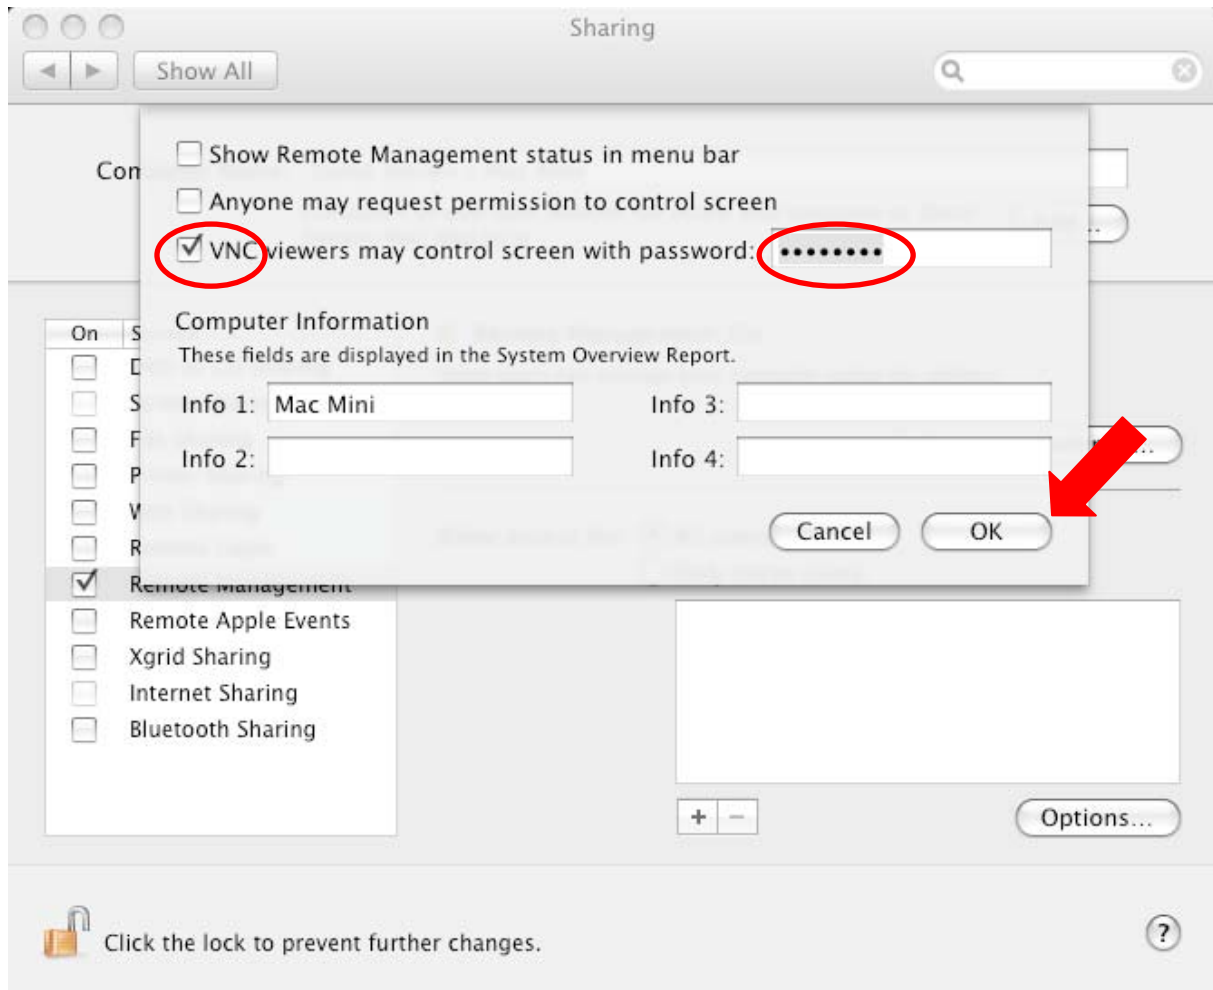 Sharing
Show All
Show Remote Management status in menu bar
Anyone may request permission to control screen
VNC viewers may control screen with password: ••••••••
Computer Information
These fields are displayed in the System Overview Report.
Info 1: Mac Mini Info 3:
Info 2: Info 4:
Cancel OK
On
Remote Management
Remote Apple Events
Xgrid Sharing
Internet Sharing
Bluetooth Sharing
+ − Options...
Click the lock to prevent further changes. ?